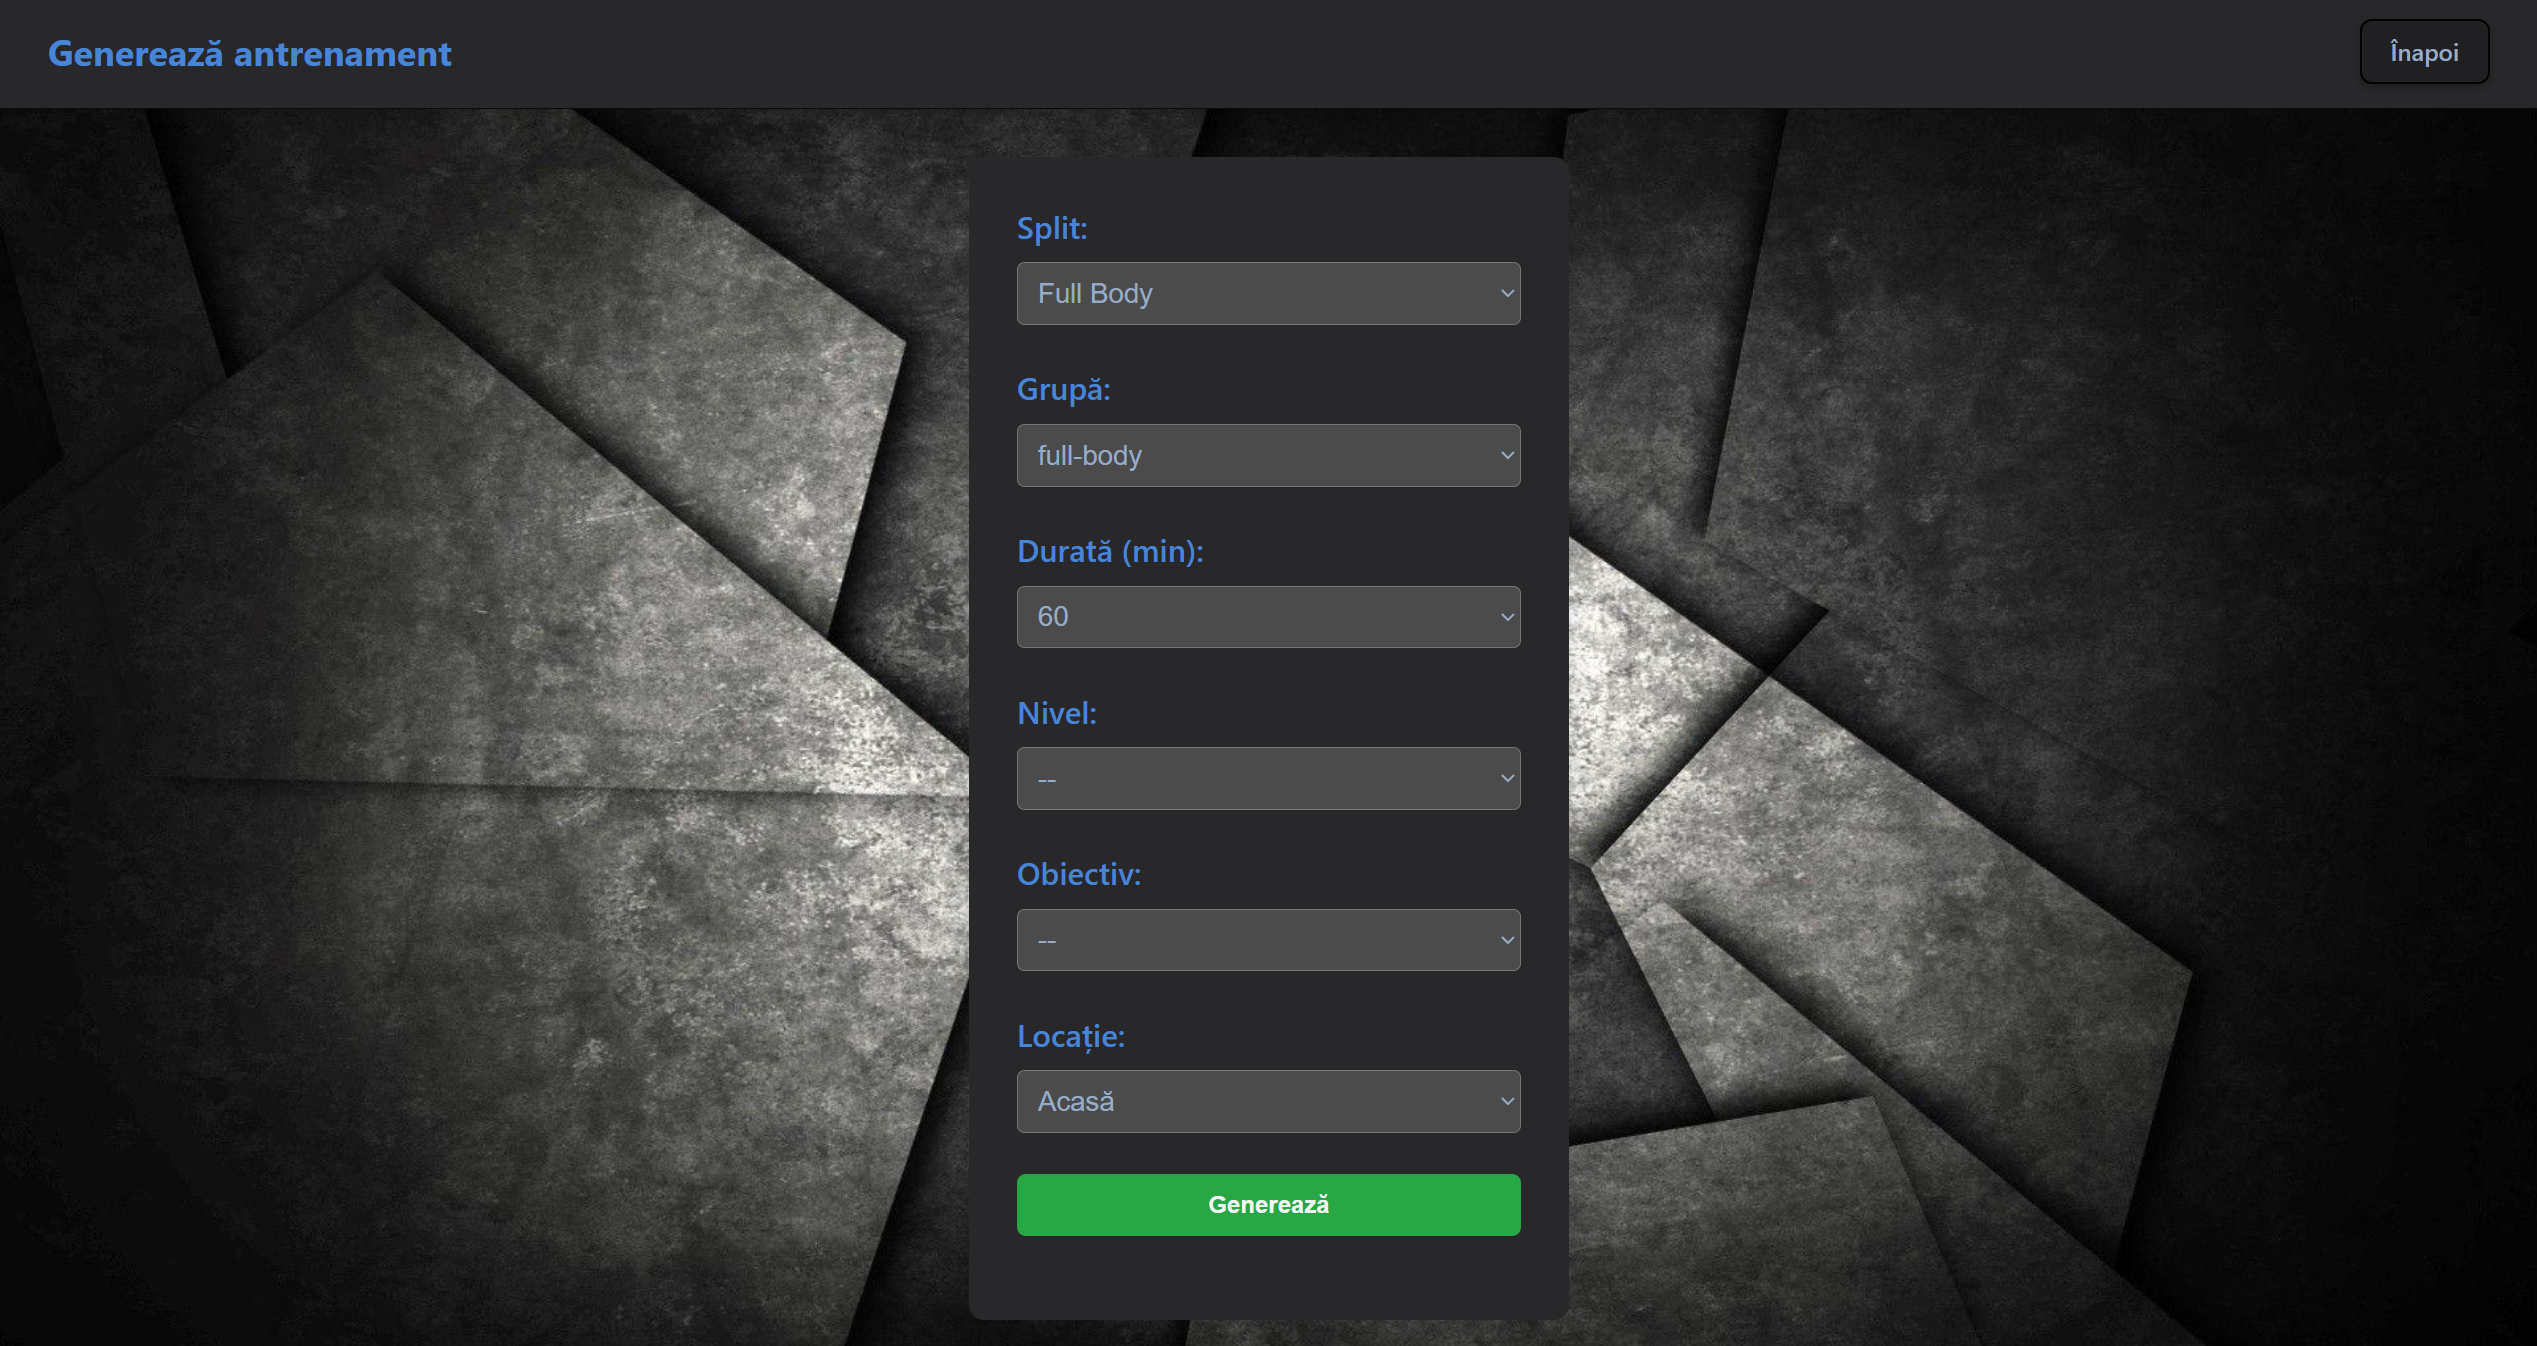 Generează antrenament
Înapoi
Split:
Full Body
Grupă:
full-body
Durată (min):
60
Nivel:
--
Obiectiv:
--
Locație:
Acasă
Generează